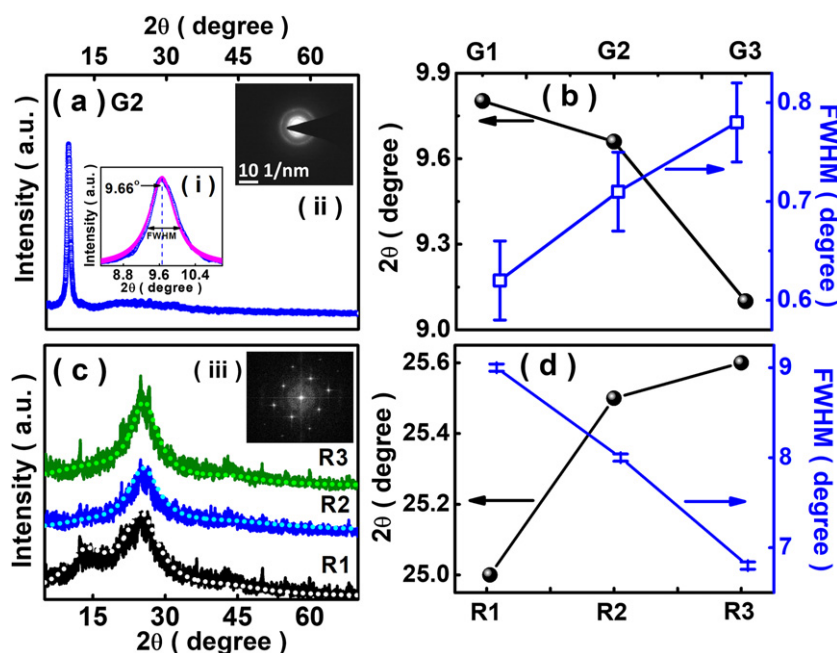 2θ ( degree )
15 30 45 60
( a ) G2
Intensity ( a.u. )
10 1/nm
( ii )
( i )
9.66°
FWHM
Intensity ( a.u. )
8.8 9.6 10.4
2θ ( degree )
G1 G2 G3
( b )
9.9
9.6
9.3
9.0
2θ ( degree )
0.8
0.7
0.6
FWHM ( degree )
( c )
( iii )
R3
R2
R1
Intensity ( a.u. )
15 30 45 60
2θ ( degree )
( d )
25.6
25.4
25.2
25.0
2θ ( degree )
9
8
7
FWHM ( degree )
R1 R2 R3